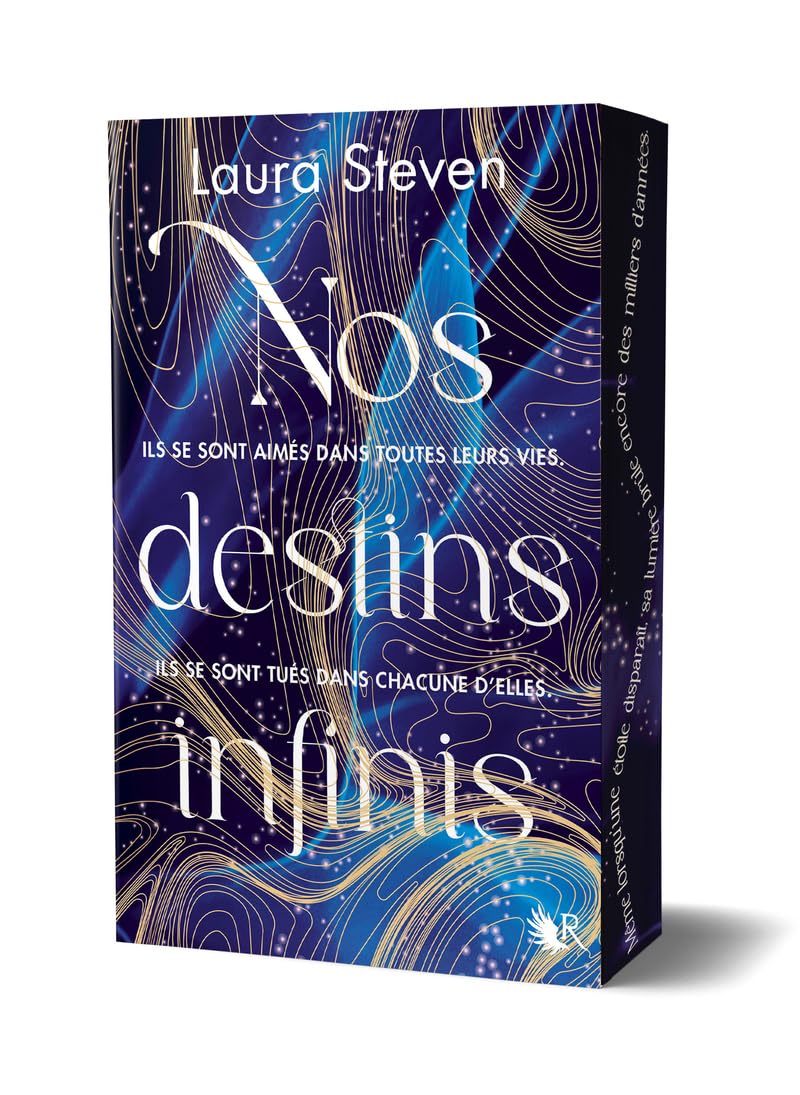 Laura Steven
Nos
ILS SE SONT AIMÉS DANS TOUTES LEURS VIES.
destins
ILS SE SONT TUÉS DANS CHACUNE D'ELLES.
infinis
R
Même lorsqu'une étoile disparaît, sa lumière brûle encore des milliers d'années.